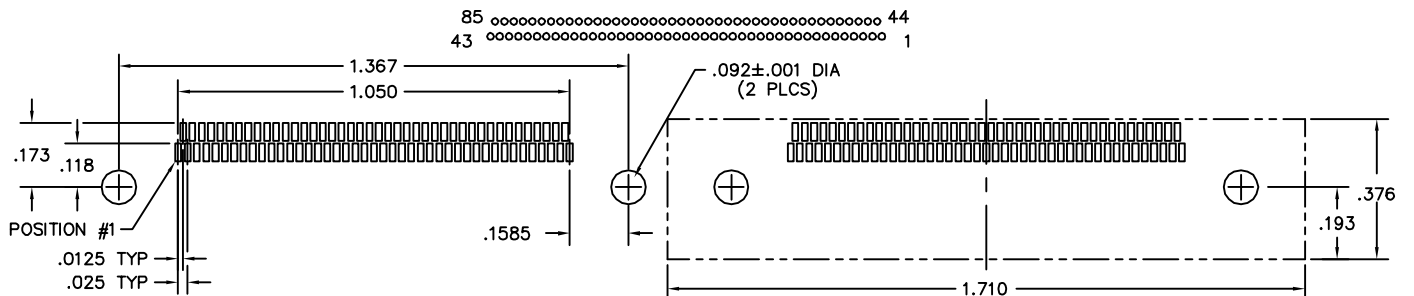 85 44
43 1
1.367
.092±.001 DIA
(2 PLCS)
1.050
.173
.118
.376
.193
POSITION #1
.1585
.0125 TYP
.025 TYP
1.710